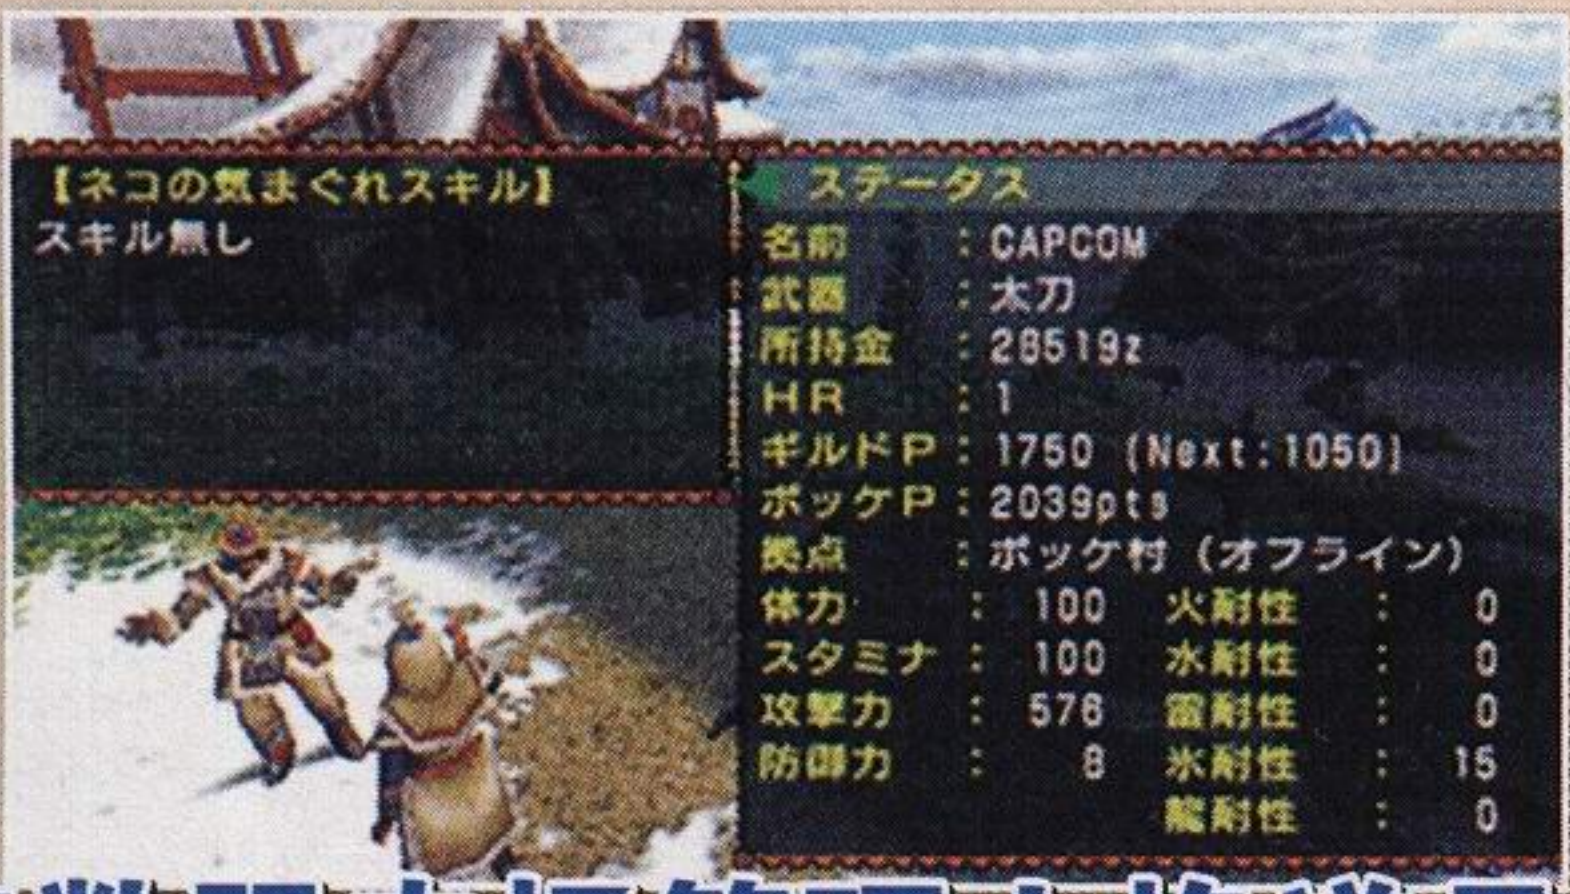 【ネコの気まぐれスキル】
スキル無し
ステータス
名前 : CAPCOM
武器 : 太刀
所持金 : 28519z
HR : 1
ギルドP : 1750 (Next:1050)
ポッケP : 2039pts
拠点 : ポッケ村 (オフライン)
体力 : 100 火耐性 : 0
スタミナ : 100 水耐性 : 0
攻撃力 : 576 雷耐性 : 0
防御力 : 8 氷耐性 : 15
龍耐性 : 0